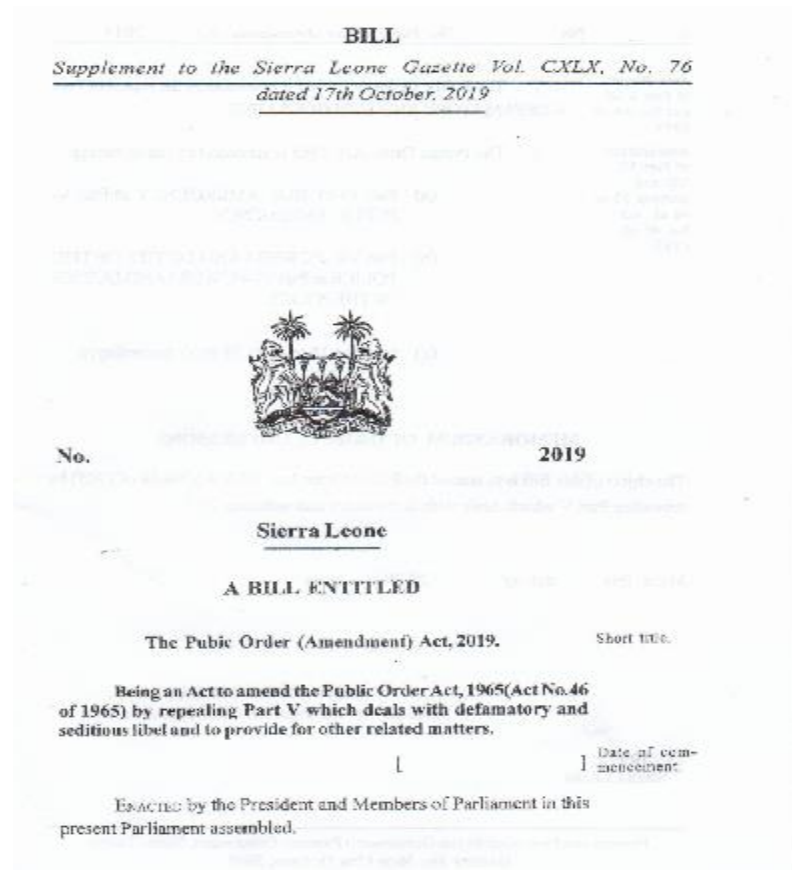 BILL
Supplement to the Sierra Leone Gazette Vol. CXLX, No. 76
dated 17th October, 2019
No. 2019
Sierra Leone
A BILL ENTITLED
The Pubic Order (Amendment) Act, 2019. Short title.
Being an Act to amend the Public Order Act, 1965(Act No.46
of 1965) by repealing Part V which deals with defamatory and
seditious libel and to provide for other related matters.
[ ] Date of com-
mencement.
ENACTED by the President and Members of Parliament in this
present Parliament assembled.